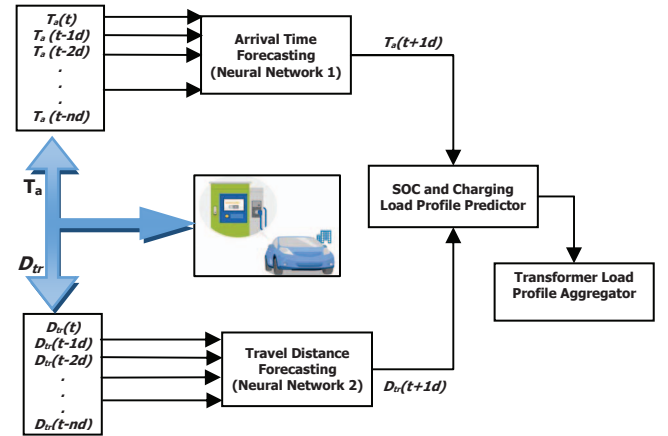 Ta(t)
Ta (t-1d)
Ta (t-2d)
.
.
.
Ta (t-nd)
Arrival Time
Forecasting
(Neural Network 1)
Ta(t+1d)
Ta
Dtr
SOC and Charging
Load Profile Predictor
Transformer Load
Profile Aggregator
Dtr(t)
Dtr(t-1d)
Dtr(t-2d)
.
.
.
Dtr(t-nd)
Travel Distance
Forecasting
(Neural Network 2)
Dtr(t+1d)